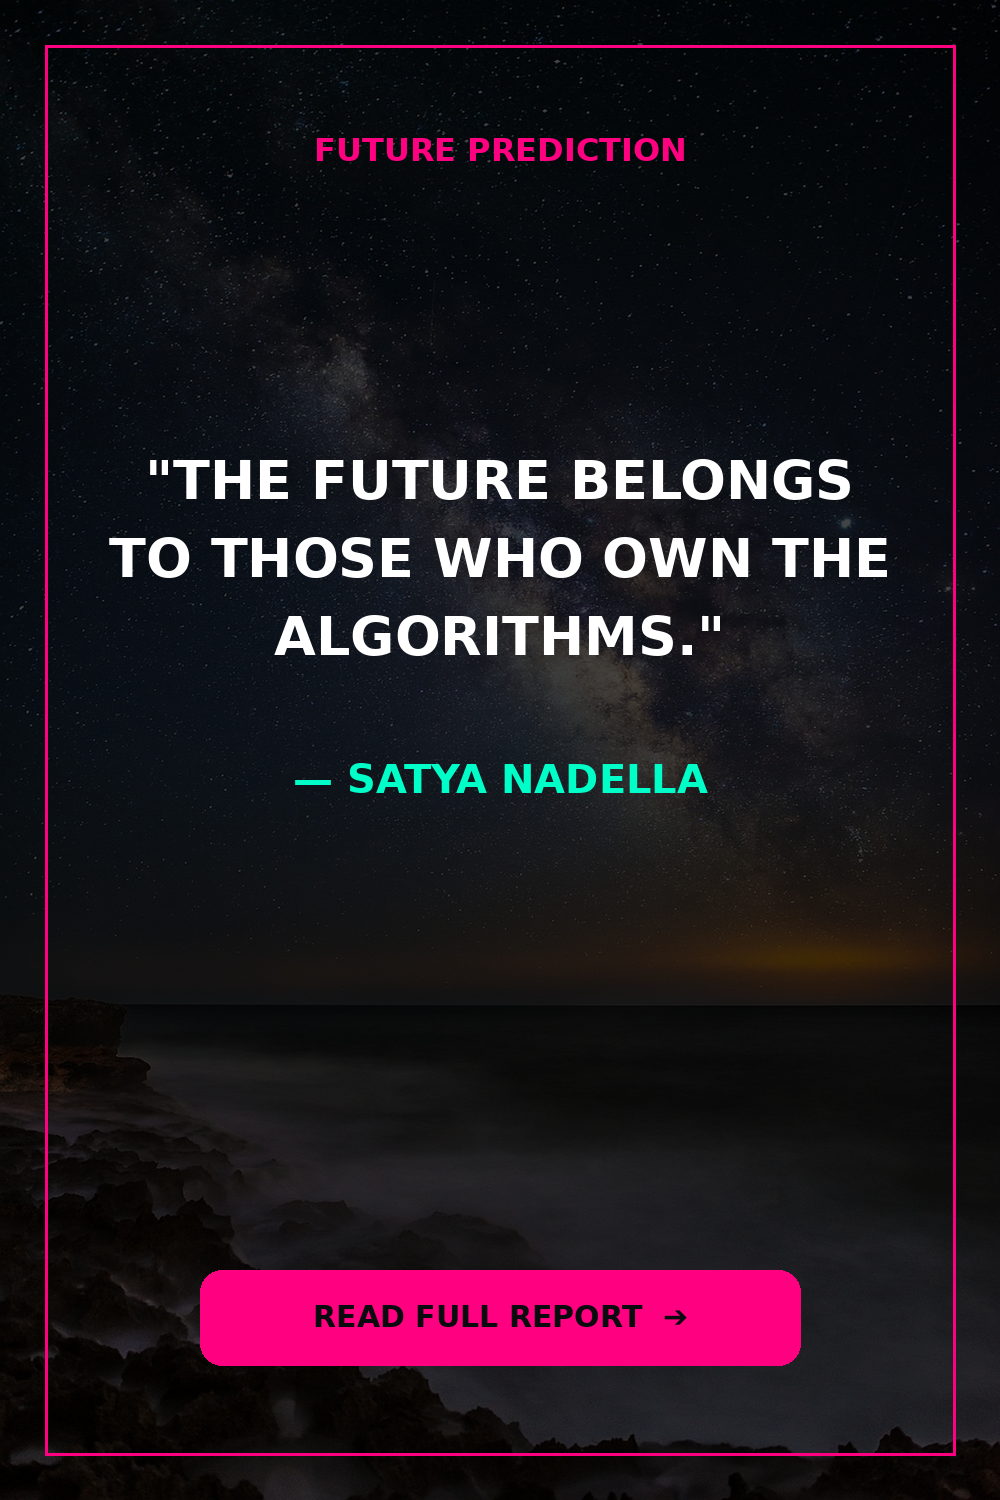 FUTURE PREDICTION
"THE FUTURE BELONGS
TO THOSE WHO OWN THE
ALGORITHMS."
— SATYA NADELLA
READ FULL REPORT ➔